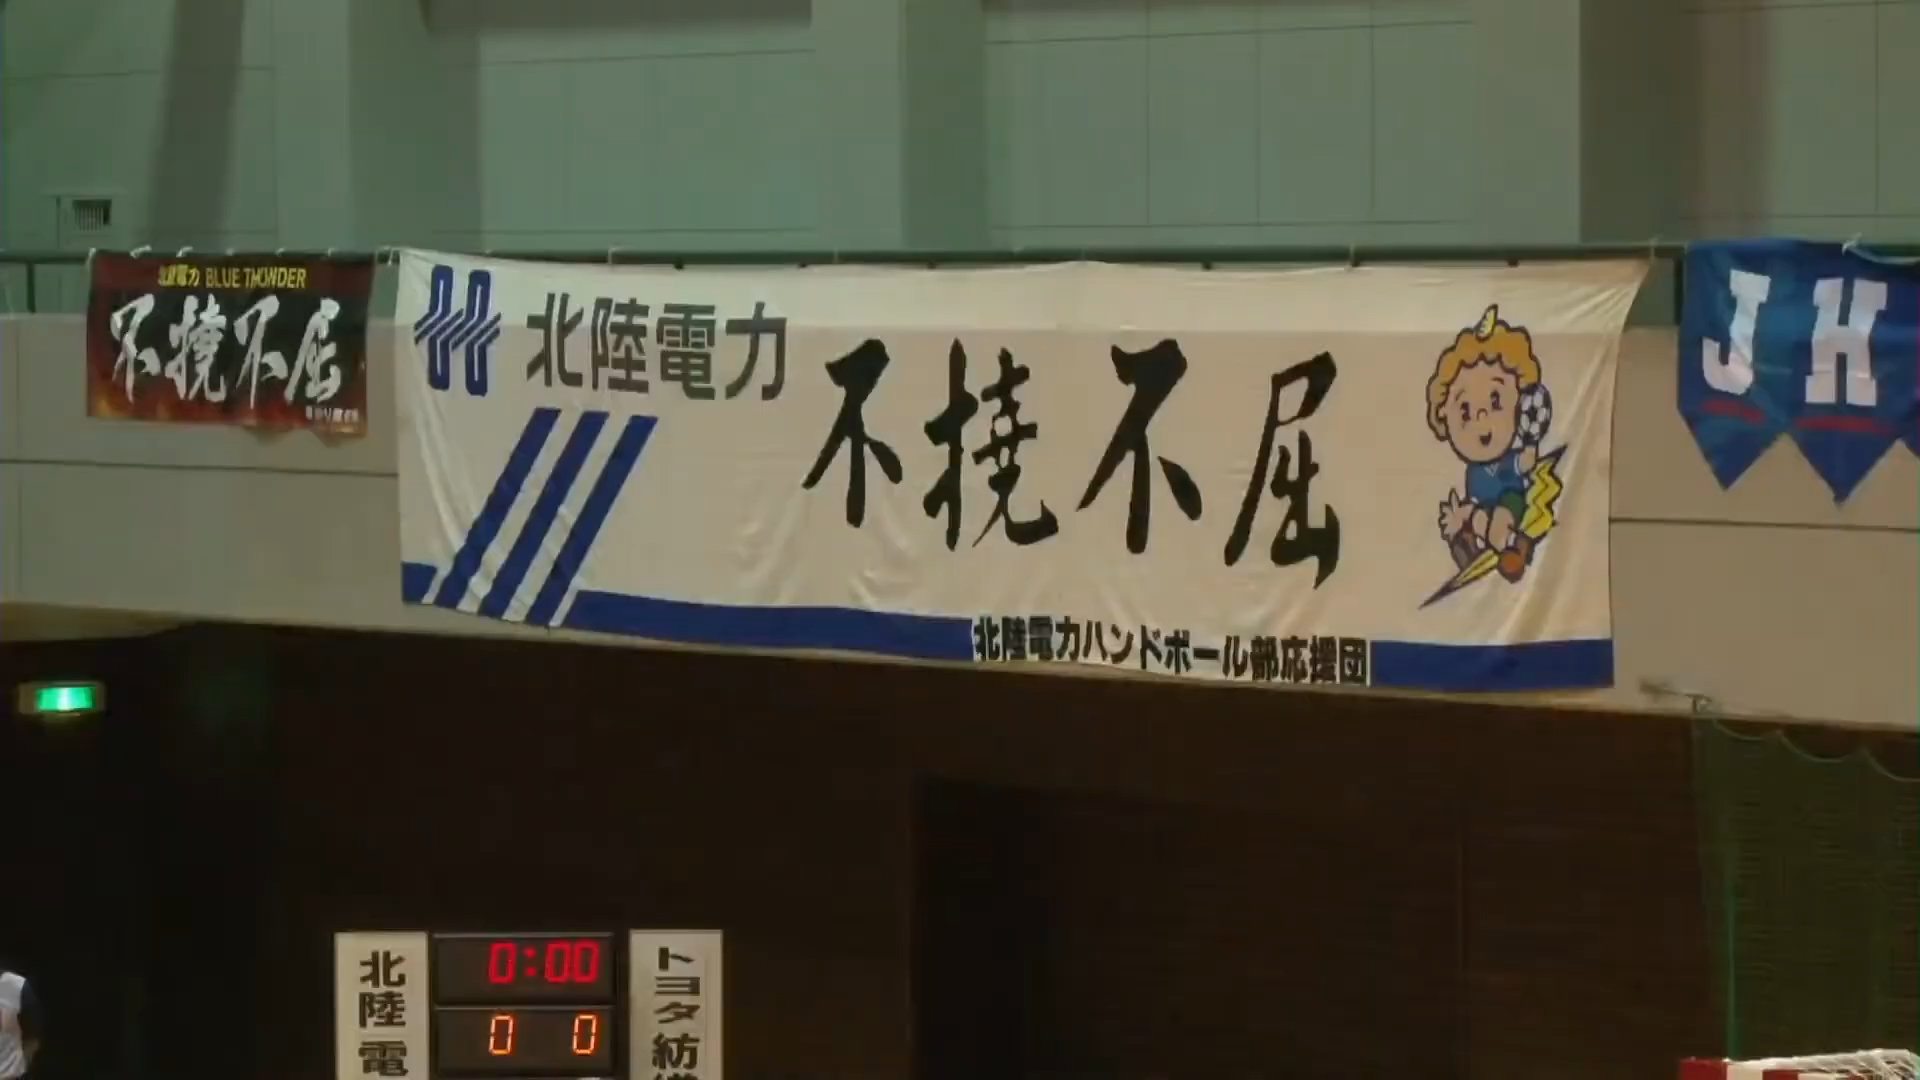 北陸電力 BLUE THUNDER
不撓不屈
北陸電力
不撓不屈
北陸電力ハンドボール部応援団
J H
北陸電
0:00
0 0
トヨタ紡